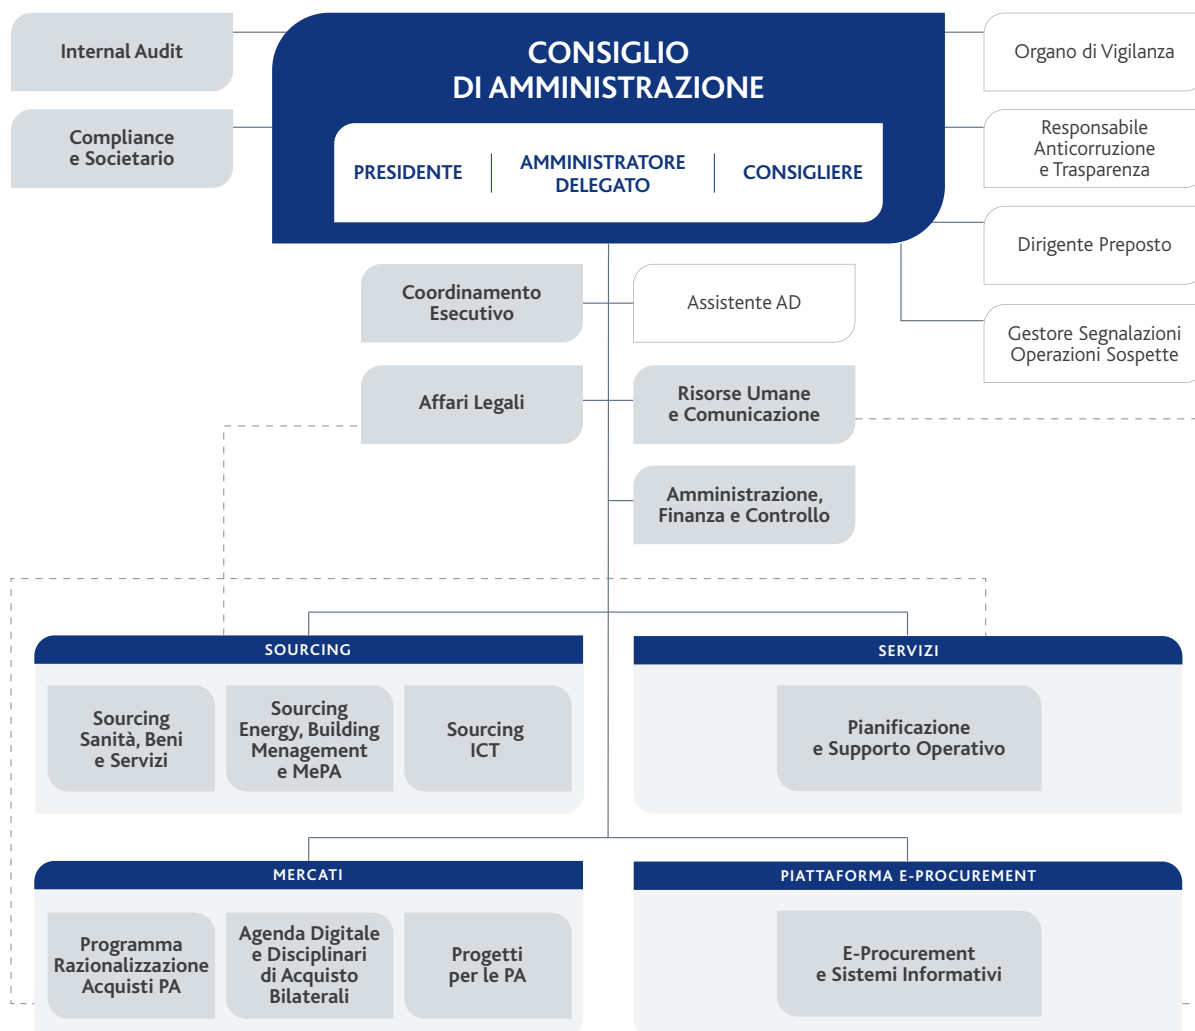 Internal Audit
Compliance
e Societario
CONSIGLIO
DI AMMINISTRAZIONE
PRESIDENTE
AMMINISTRATORE
DELEGATO
CONSIGLIERE
Organo di Vigilanza
Responsabile
Anticorruzione
e Trasparenza
Dirigente Preposto
Gestore Segnalazioni
Operazioni Sospette
Coordinamento
Esecutivo
Assistente AD
Affari Legali
Risorse Umane
e Comunicazione
Amministrazione,
Finanza e Controllo
SOURCING
Sourcing
Sanità, Beni
e Servizi
Sourcing
Energy, Building
Menagement
e MePA
Sourcing
ICT
SERVIZI
Pianificazione
e Supporto Operativo
MERCATI
Programma
Razionalizzazione
Acquisti PA
Agenda Digitale
e Disciplinari
di Acquisto
Bilaterali
Progetti
per le PA
PIATTAFORMA E-PROCUREMENT
E-Procurement
e Sistemi Informativi